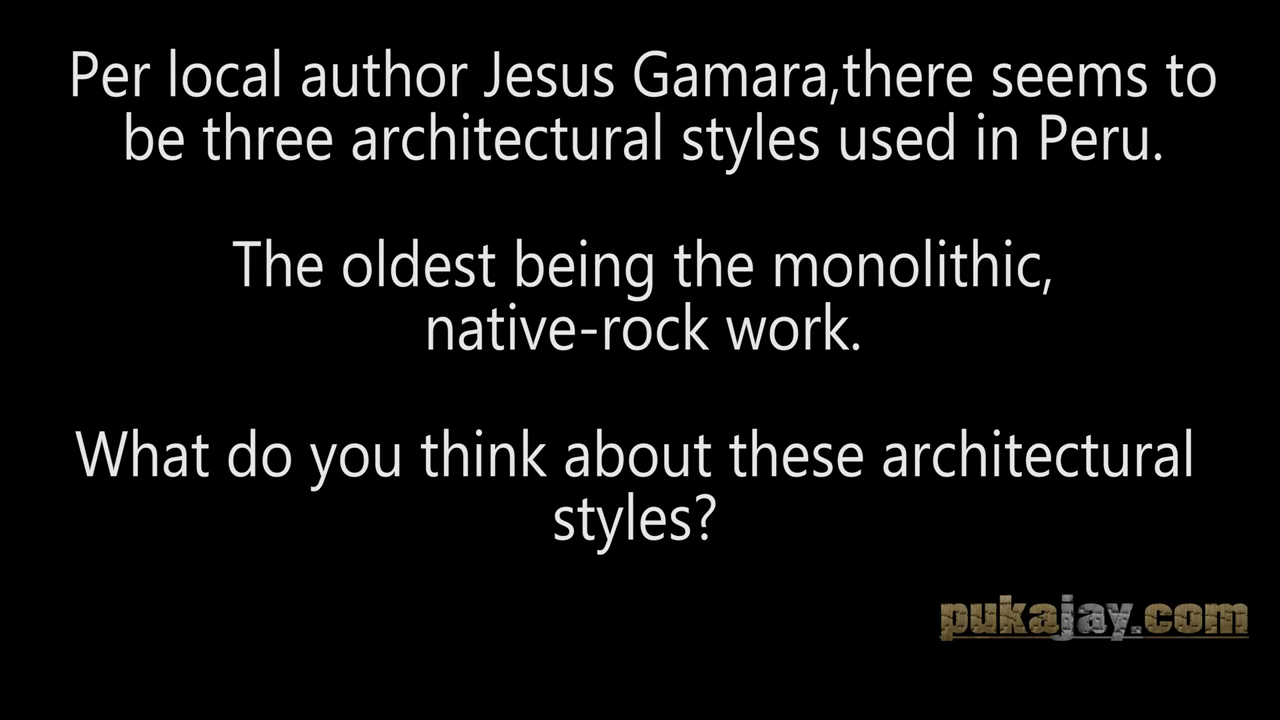 Per local author Jesus Gamara,there seems to
be three architectural styles used in Peru.
The oldest being the monolithic,
native-rock work.
What do you think about these architectural
styles?
pukajay.com